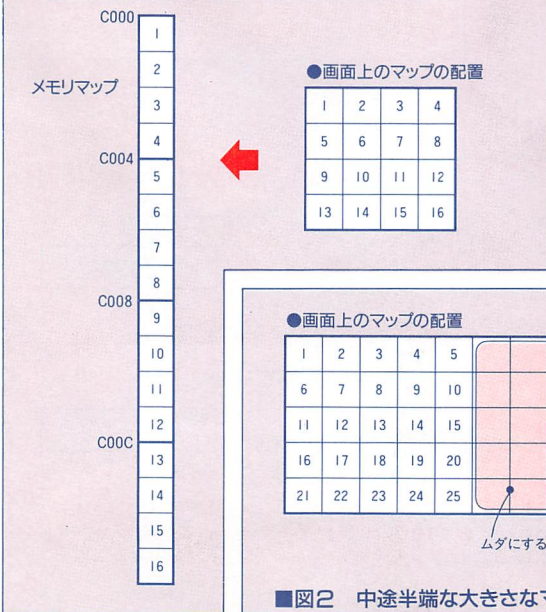 C000
1
2
メモリマップ
3
4
C004
5
6
7
8
C008
9
10
11
12
C00C
13
14
15
16
●画面上のマップの配置
1 2 3 4
5 6 7 8
9 10 11 12
13 14 15 16
●画面上のマップの配置
1 2 3 4 5
6 7 8 9 10
11 12 13 14 15
16 17 18 19 20
21 22 23 24 25
ムダにする
■図2 中途半端な大きさな